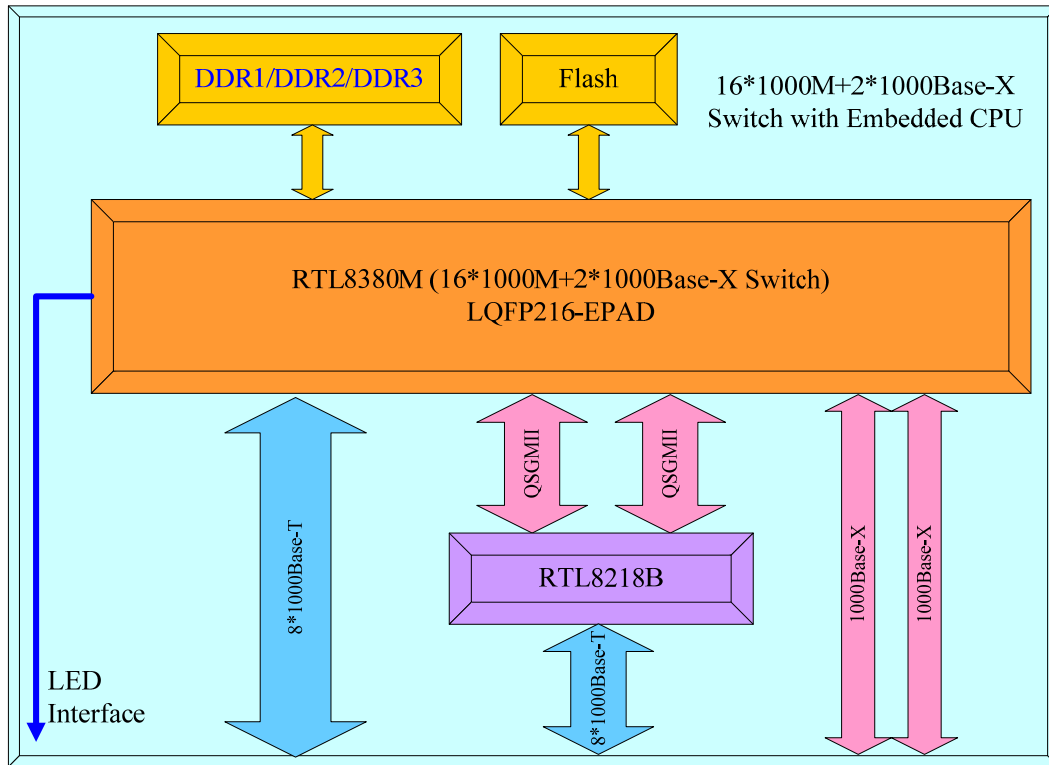 DDR1/DDR2/DDR3
Flash
16*1000M+2*1000Base-X
Switch with Embedded CPU
RTL8380M (16*1000M+2*1000Base-X Switch)
LQFP216-EPAD
8*1000Base-T
QSGMII
QSGMII
1000Base-X
1000Base-X
RTL8218B
8*1000Base-T
LED
Interface